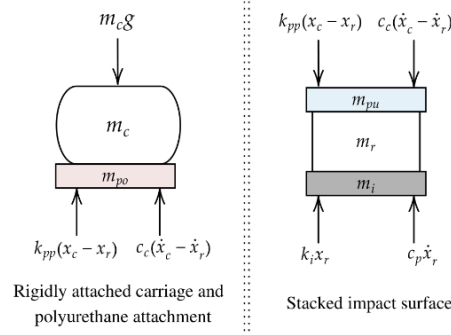 m_c g
m_c
m_po
k_pp(x_c − x_r) c_c(ẋ_c − ẋ_r)
Rigidly attached carriage and
polyurethane attachment
k_pp(x_c − x_r) c_c(ẋ_c − ẋ_r)
m_pu
m_r
m_i
k_i x_r c_p ẋ_r
Stacked impact surface